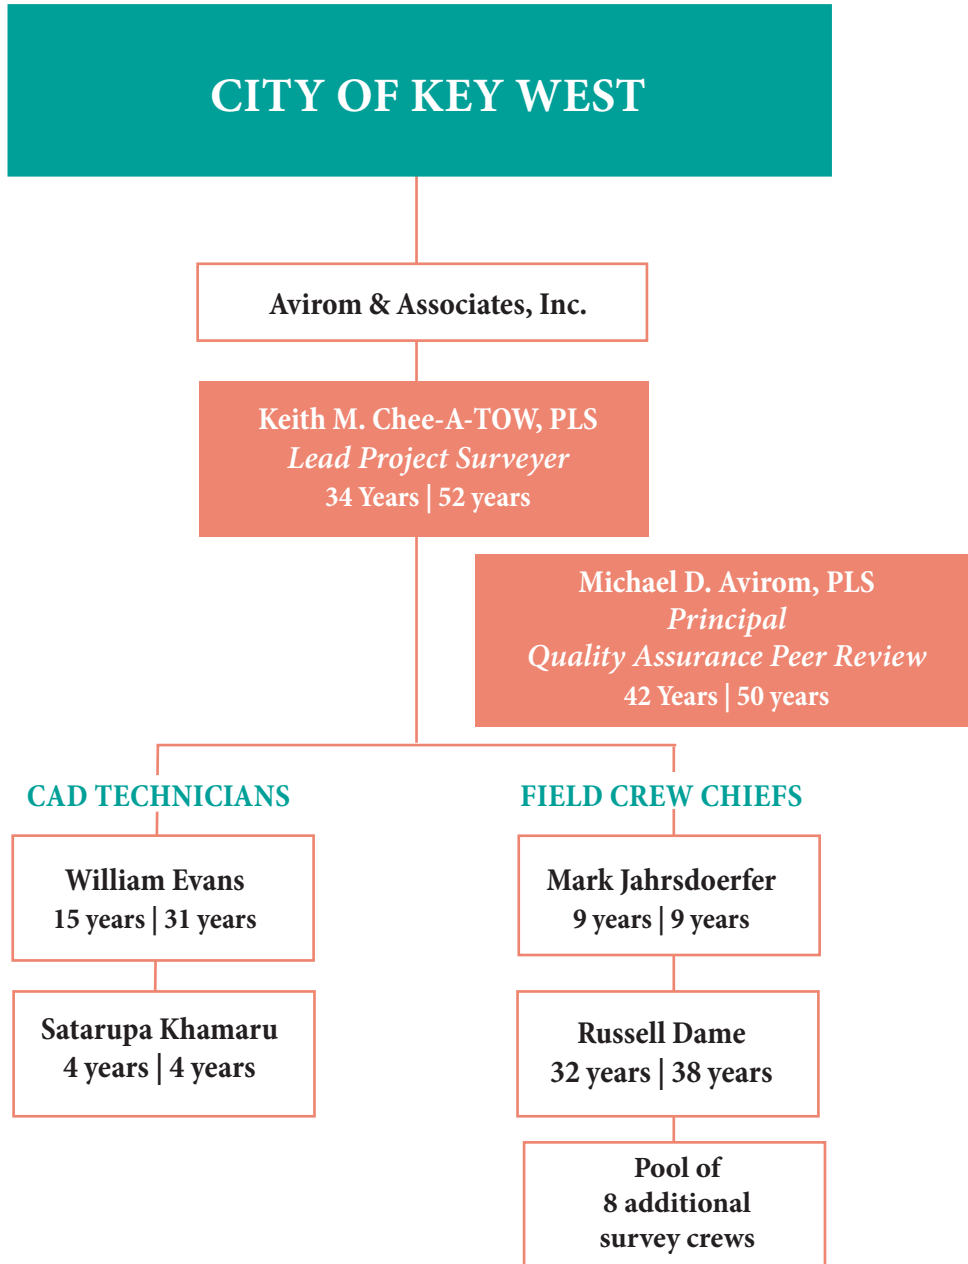 CITY OF KEY WEST
Avirom & Associates, Inc.
Keith M. Chee-A-TOW, PLS
Lead Project Surveyer
34 Years | 52 years
Michael D. Avirom, PLS
Principal
Quality Assurance Peer Review
42 Years | 50 years
CAD TECHNICIANS
William Evans
15 years | 31 years
Satarupa Khamaru
4 years | 4 years
FIELD CREW CHIEFS
Mark Jahrsdoerfer
9 years | 9 years
Russell Dame
32 years | 38 years
Pool of
8 additional
survey crews